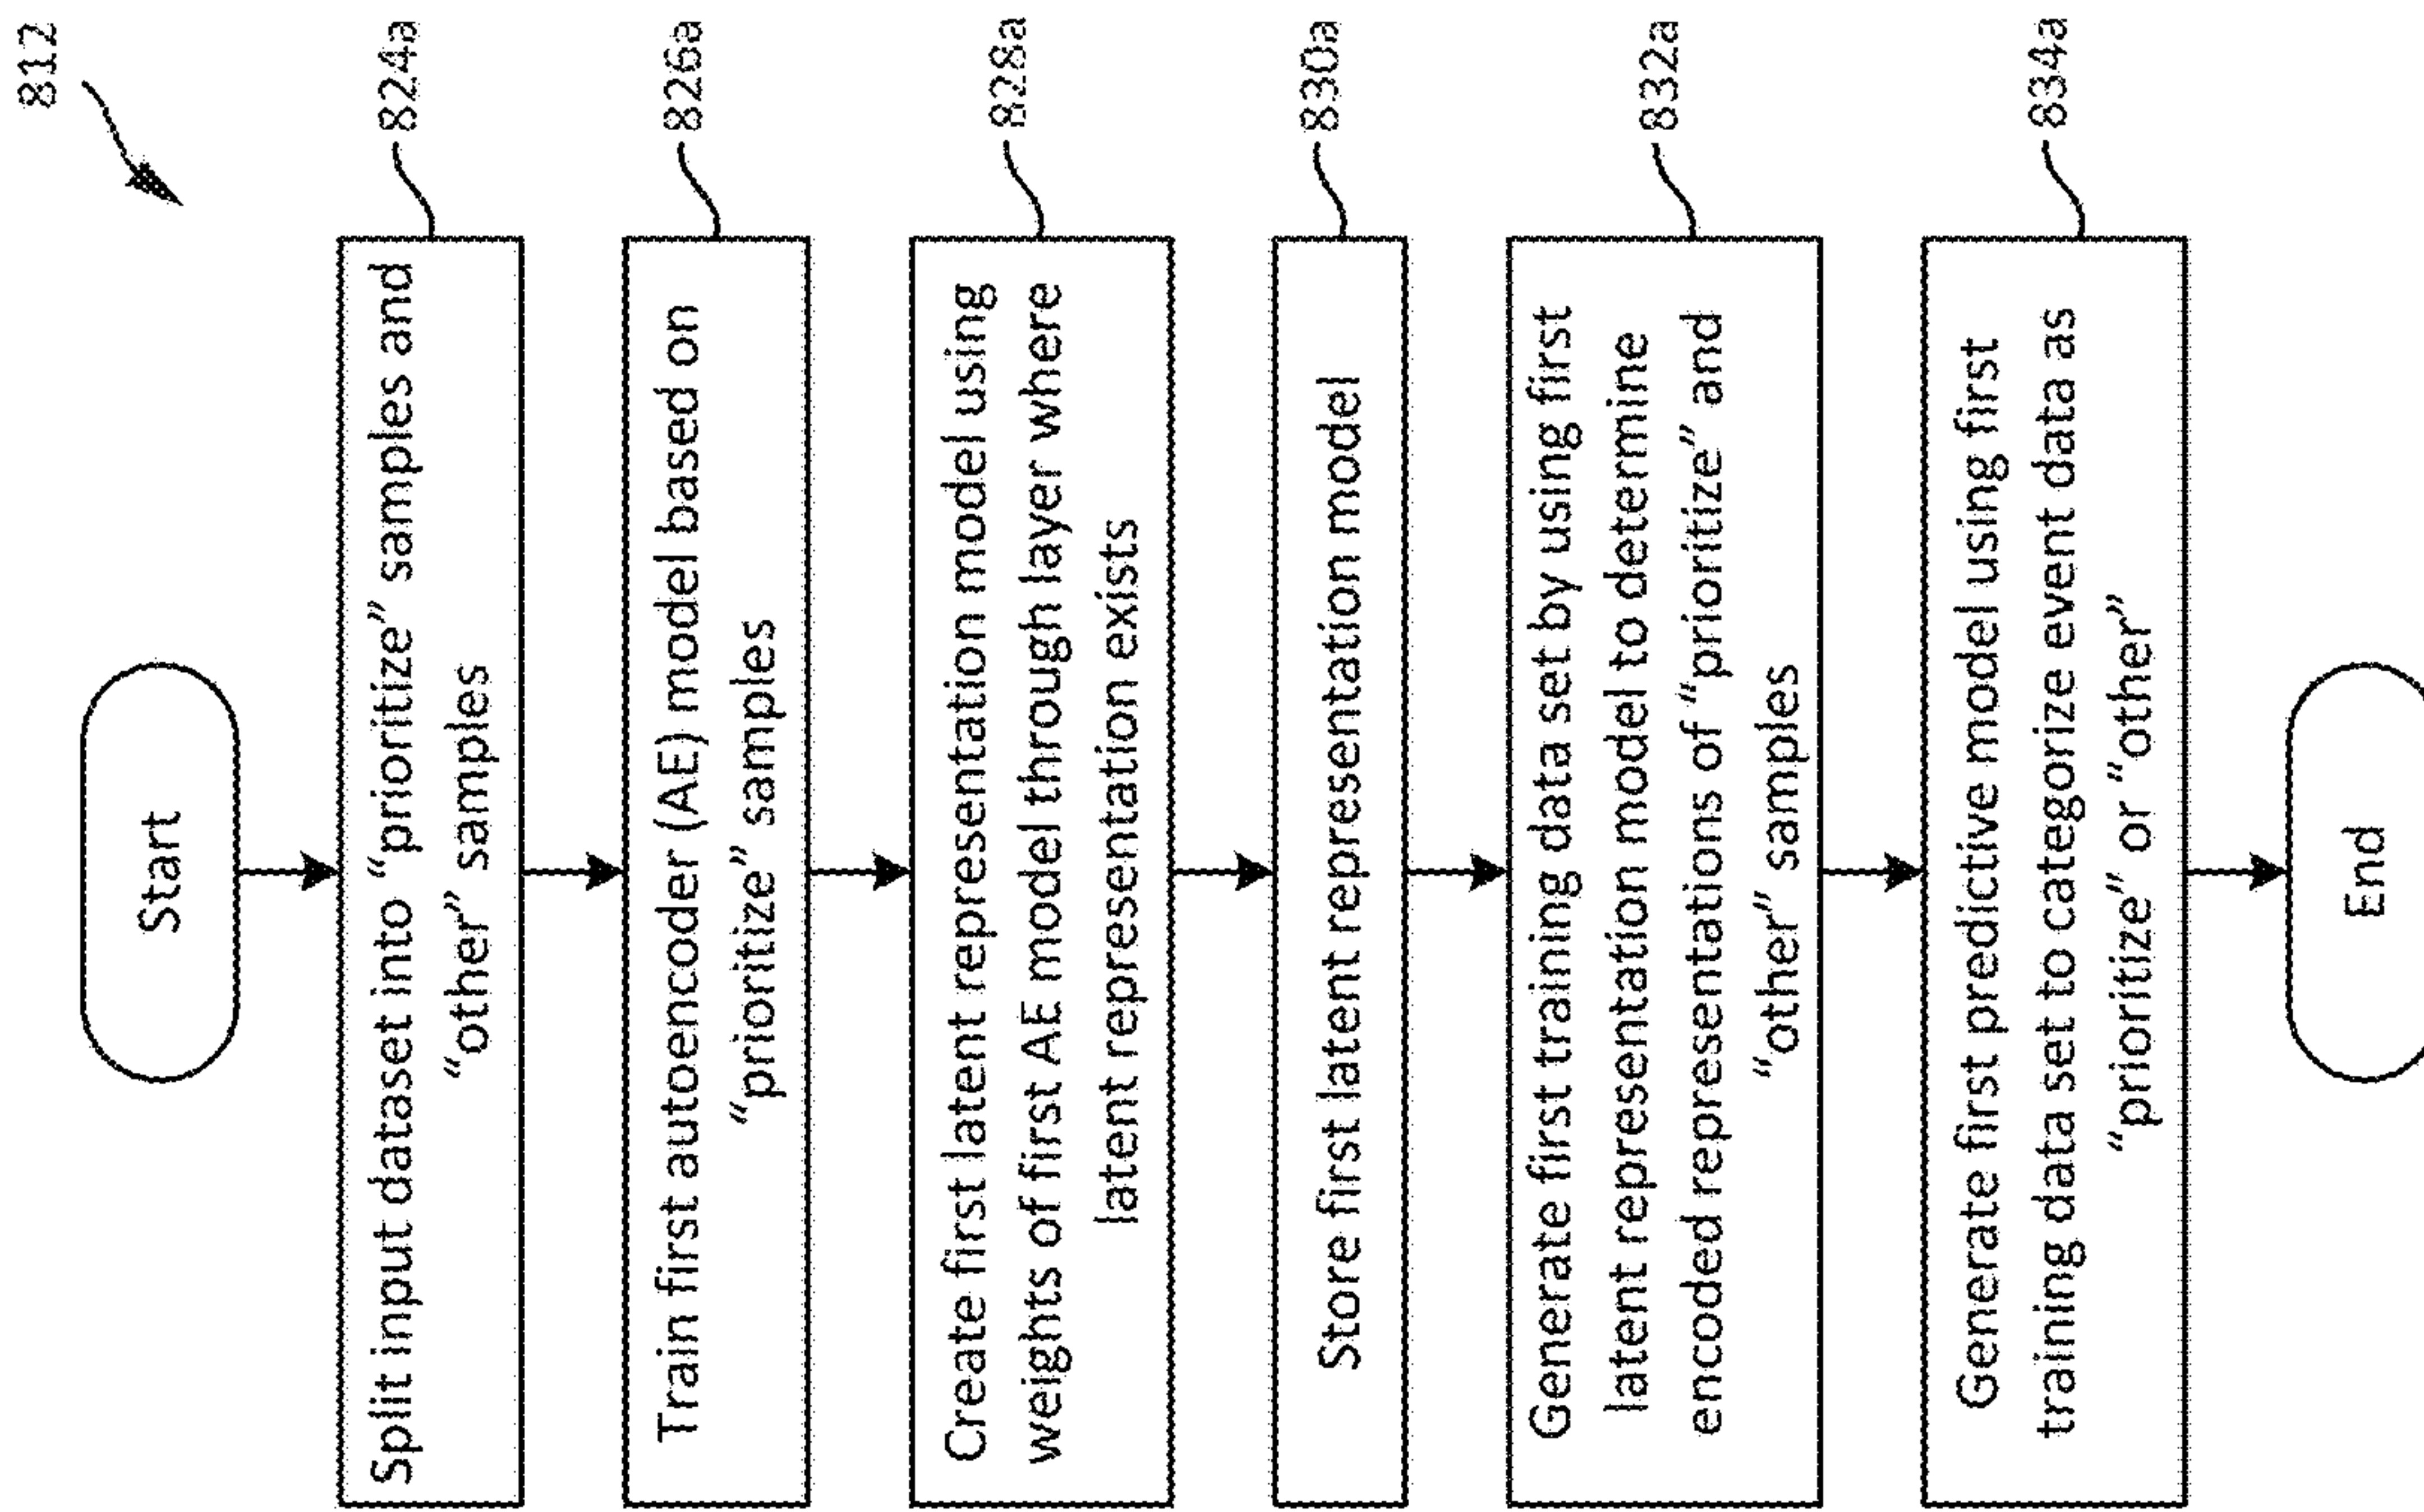 812
Start
Split input dataset into “prioritize” samples and
“other” samples
824a
Train first autoencoder (AE) model based on
“prioritize” samples
826a
Create first latent representation model using
weights of first AE model through layer where
latent representation exists
828a
Store first latent representation model
830a
Generate first training data set by using first
latent representation model to determine
encoded representations of “prioritize” and
“other” samples
832a
Generate first predictive model using first
training data set to categorize event data as
“prioritize” or “other”
834a
End